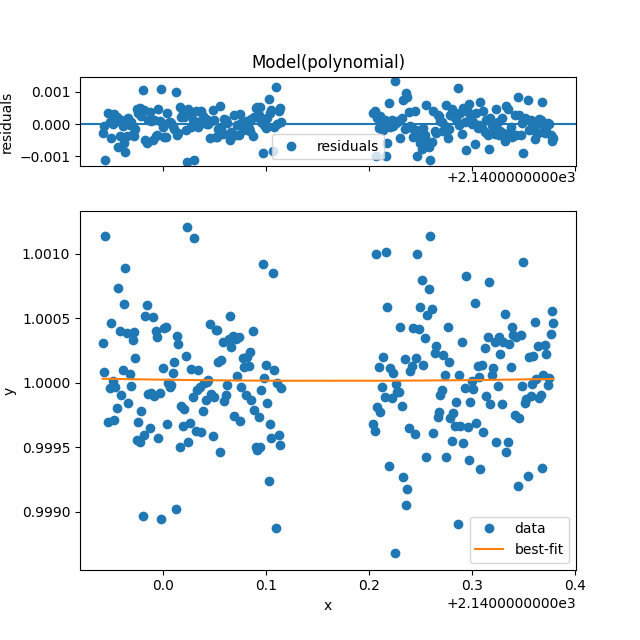 Model(polynomial)
0.001
0.000
−0.001
residuals
residuals
+2.1400000000e3
1.0010
1.0005
1.0000
0.9995
0.9990
y
data
best-fit
0.0 0.1 0.2 0.3 0.4
x
+2.1400000000e3